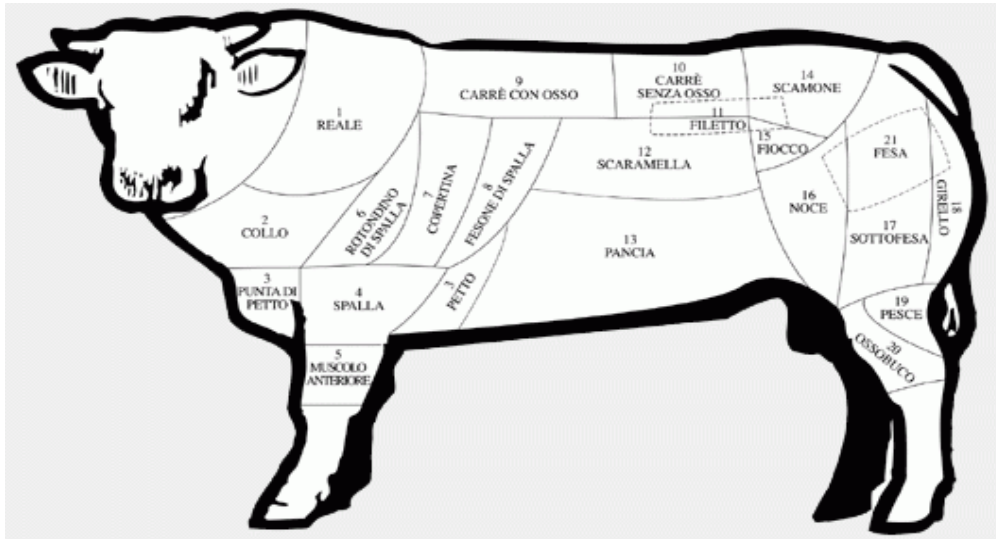 1
REALE
2
COLLO
3
PUNTA DI
PETTO
4
SPALLA
5
MUSCOLO
ANTERIORE
6
ROTONDINO
DI SPALLA
7
COPERTINA
8
FESONE DI SPALLA
3
PETTO
9
CARRÈ CON OSSO
10
CARRÈ
SENZA OSSO
11
FILETTO
12
SCARAMELLA
13
PANCIA
14
SCAMONE
15
FIOCCO
16
NOCE
21
FESA
17
SOTTOFESA
18
GIRELLO
19
PESCE
20
OSSOBUCO